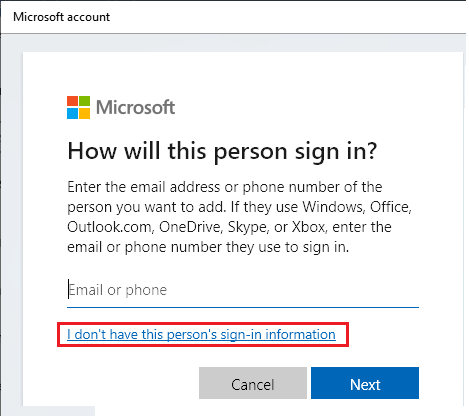 Microsoft account
Microsoft
How will this person sign in?
Enter the email address or phone number of the
person you want to add. If they use Windows, Office,
Outlook.com, OneDrive, Skype, or Xbox, enter the
email or phone number they use to sign in.
Email or phone
I don't have this person's sign-in information
Cancel
Next